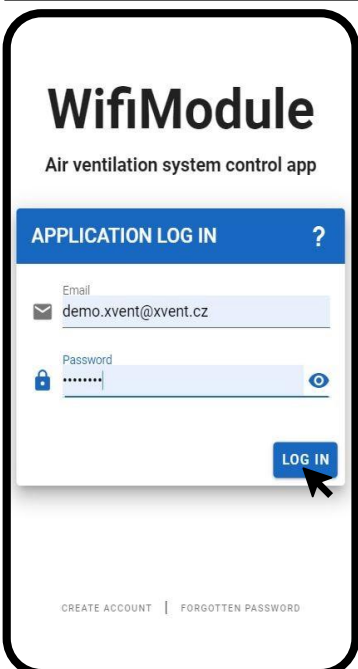 WifiModule
Air ventilation system control app
APPLICATION LOG IN ?
Email
demo.xvent@xvent.cz
Password
••••••••
LOG IN
CREATE ACCOUNT | FORGOTTEN PASSWORD